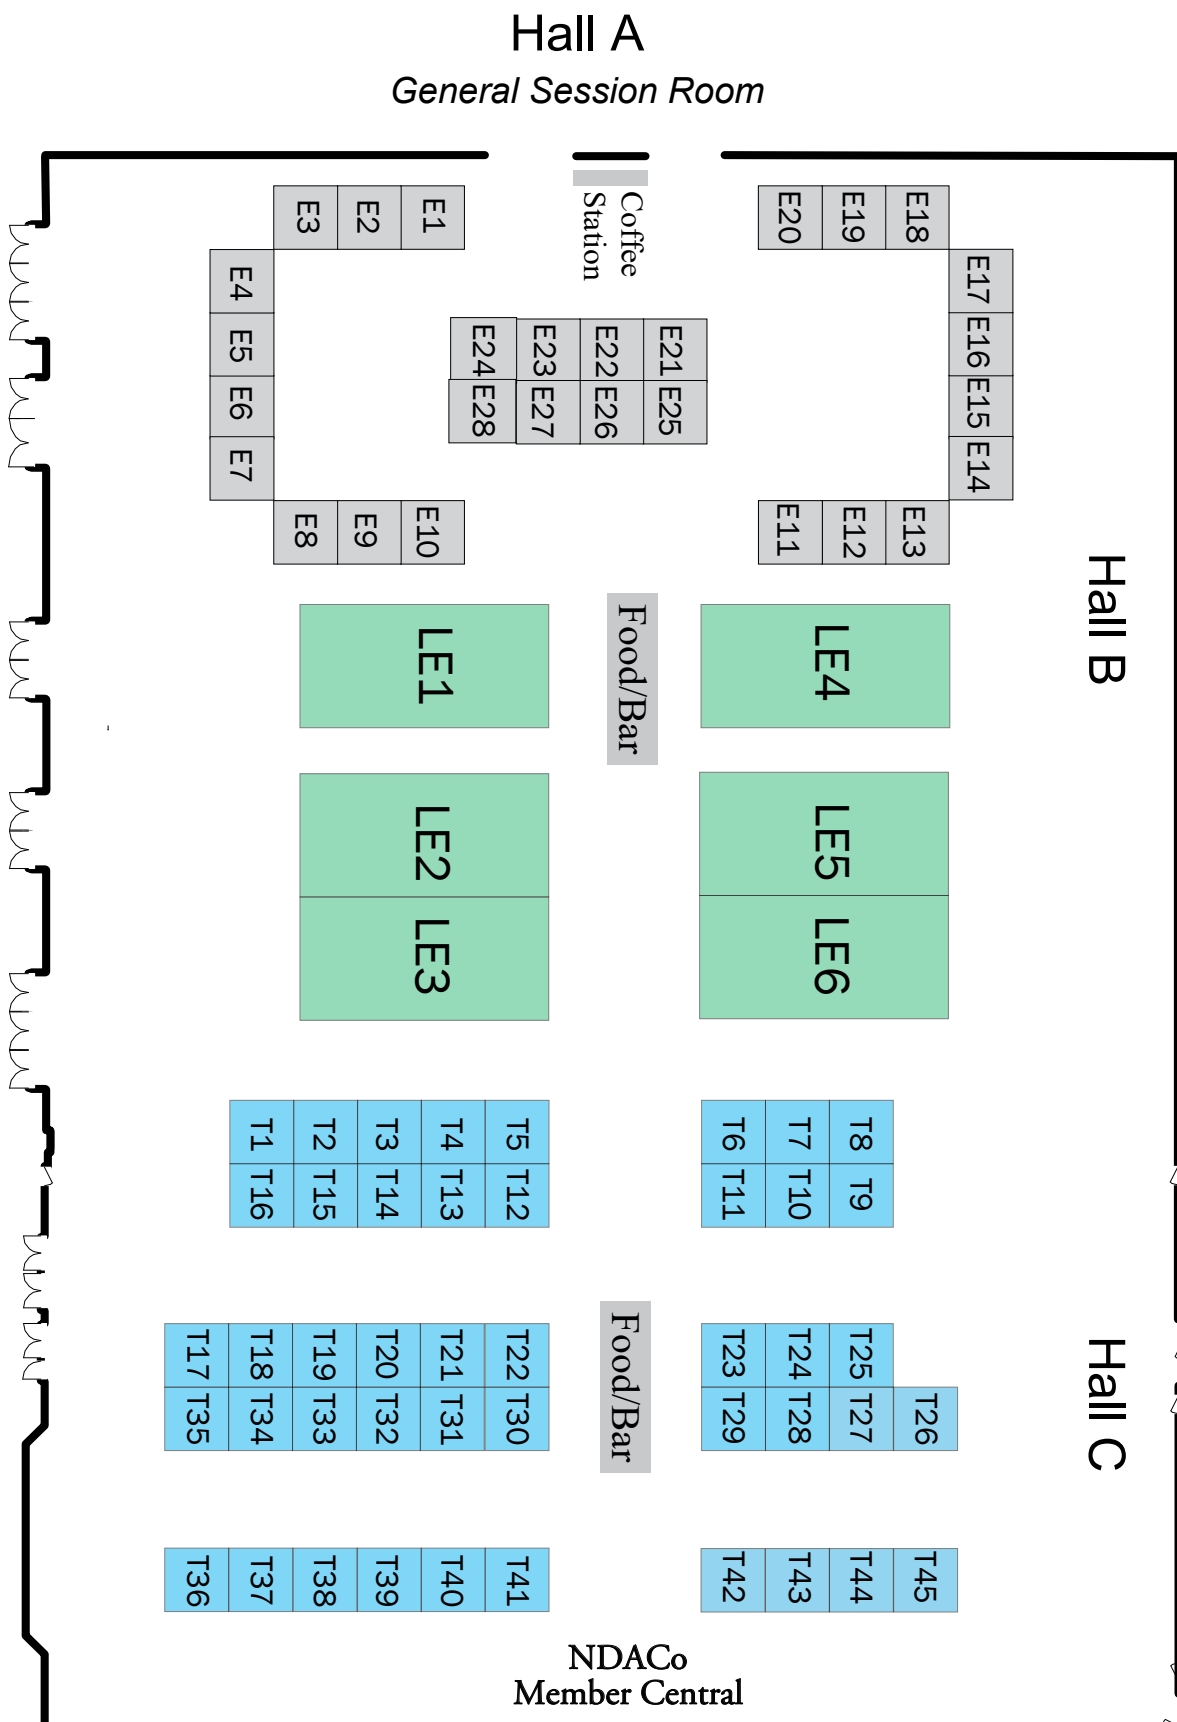 Hall A
General Session Room
Coffee
Station
E3
E2
E1
E20
E19
E18
E4
E17
E5
E24
E23
E22
E21
E16
E6
E28
E27
E26
E25
E15
E7
E14
E8
E9
E10
E11
E12
E13
Hall B
LE1
Food/Bar
LE4
LE2
LE5
LE3
LE6
T1
T2
T3
T4
T5
T6
T7
T8
T16
T15
T14
T13
T12
T11
T10
T9
Hall C
Food/Bar
T17
T18
T19
T20
T21
T22
T23
T24
T25
T35
T34
T33
T32
T31
T30
T29
T28
T27
T26
T36
T37
T38
T39
T40
T41
T42
T43
T44
T45
NDACo
Member Central